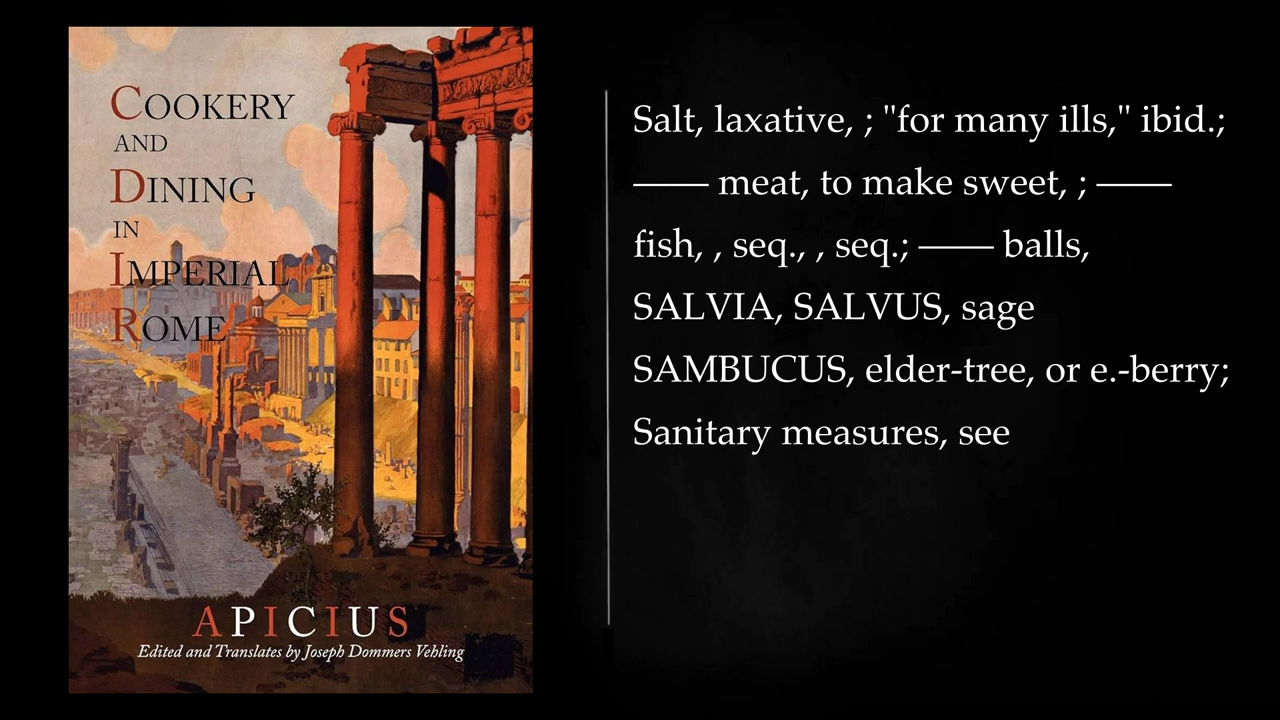 COOKERY
AND
DINING
IN
IMPERIAL
ROME
APICIUS
Edited and Translates by Joseph Dommers Vehling
Salt, laxative, ; "for many ills," ibid.;
—— meat, to make sweet, ; ——
fish, , seq., , seq.; —— balls,
SALVIA, SALVUS, sage
SAMBUCUS, elder-tree, or e.-berry;
Sanitary measures, see